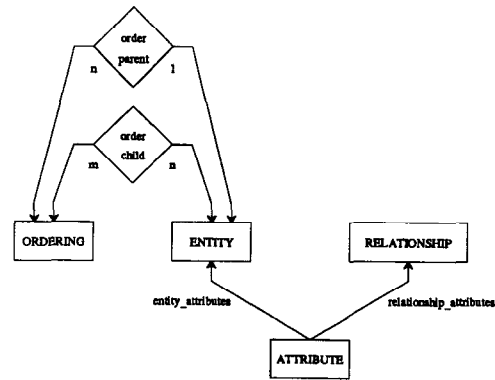 order
parent
n
1
order
child
m
n
ORDERING
ENTITY
RELATIONSHIP
entity_attributes
relationship_attributes
ATTRIBUTE